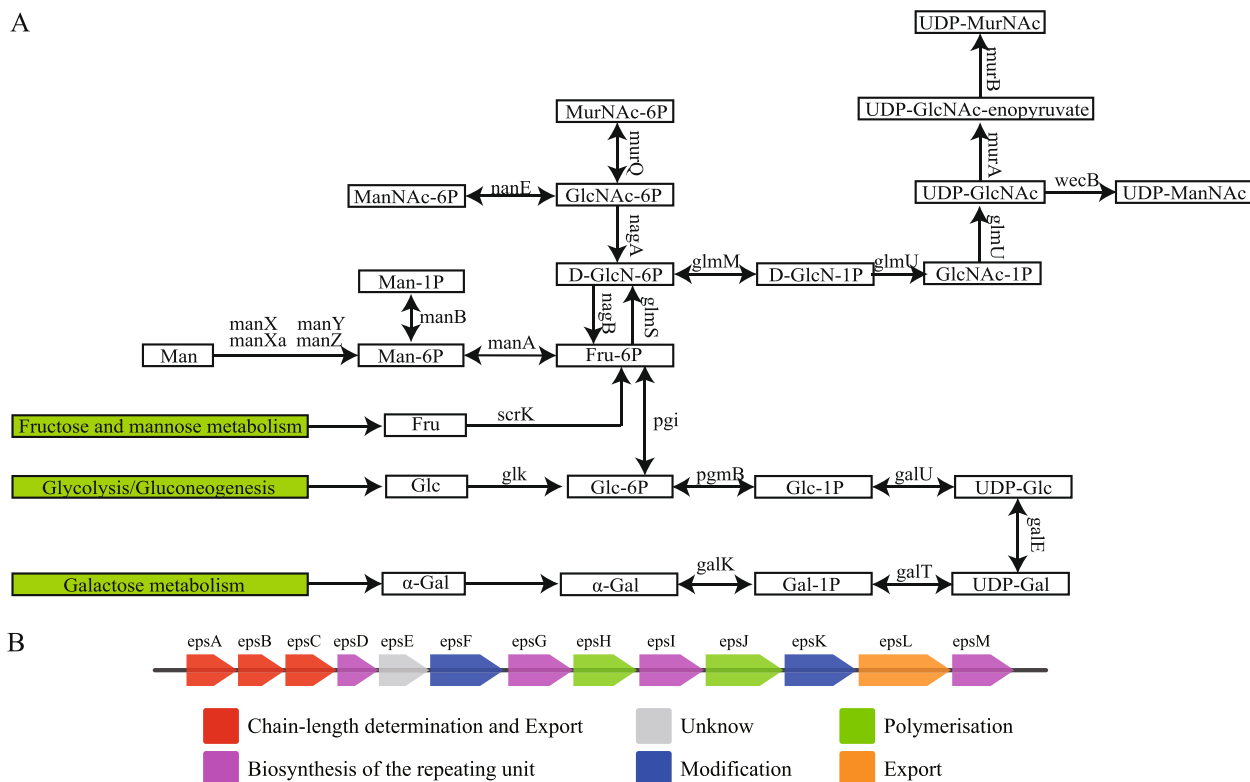 A
UDP-MurNAc
murB
MurNAc-6P
UDP-GlcNAc-enopyruvate
murQ
murA
ManNAc-6P
nanE
GlcNAc-6P
UDP-GlcNAc
wecB
UDP-ManNAc
nagA
glmU
Man-1P
D-GlcN-6P
glmM
D-GlcN-1P
glmU
GlcNAc-1P
manB
nagB
glmS
manX manY
manXa manZ
Man
Man-6P
manA
Fru-6P
Fructose and mannose metabolism
Fru
scrK
pgi
Glycolysis/Gluconeogenesis
Glc
glk
Glc-6P
pgmB
Glc-1P
galU
UDP-Glc
galE
Galactose metabolism
α-Gal
α-Gal
galK
Gal-1P
galT
UDP-Gal
B
epsA epsB epsC epsD epsE epsF epsG epsH epsI epsJ epsK epsL epsM
Chain-length determination and Export
Unknow
Polymerisation
Biosynthesis of the repeating unit
Modification
Export